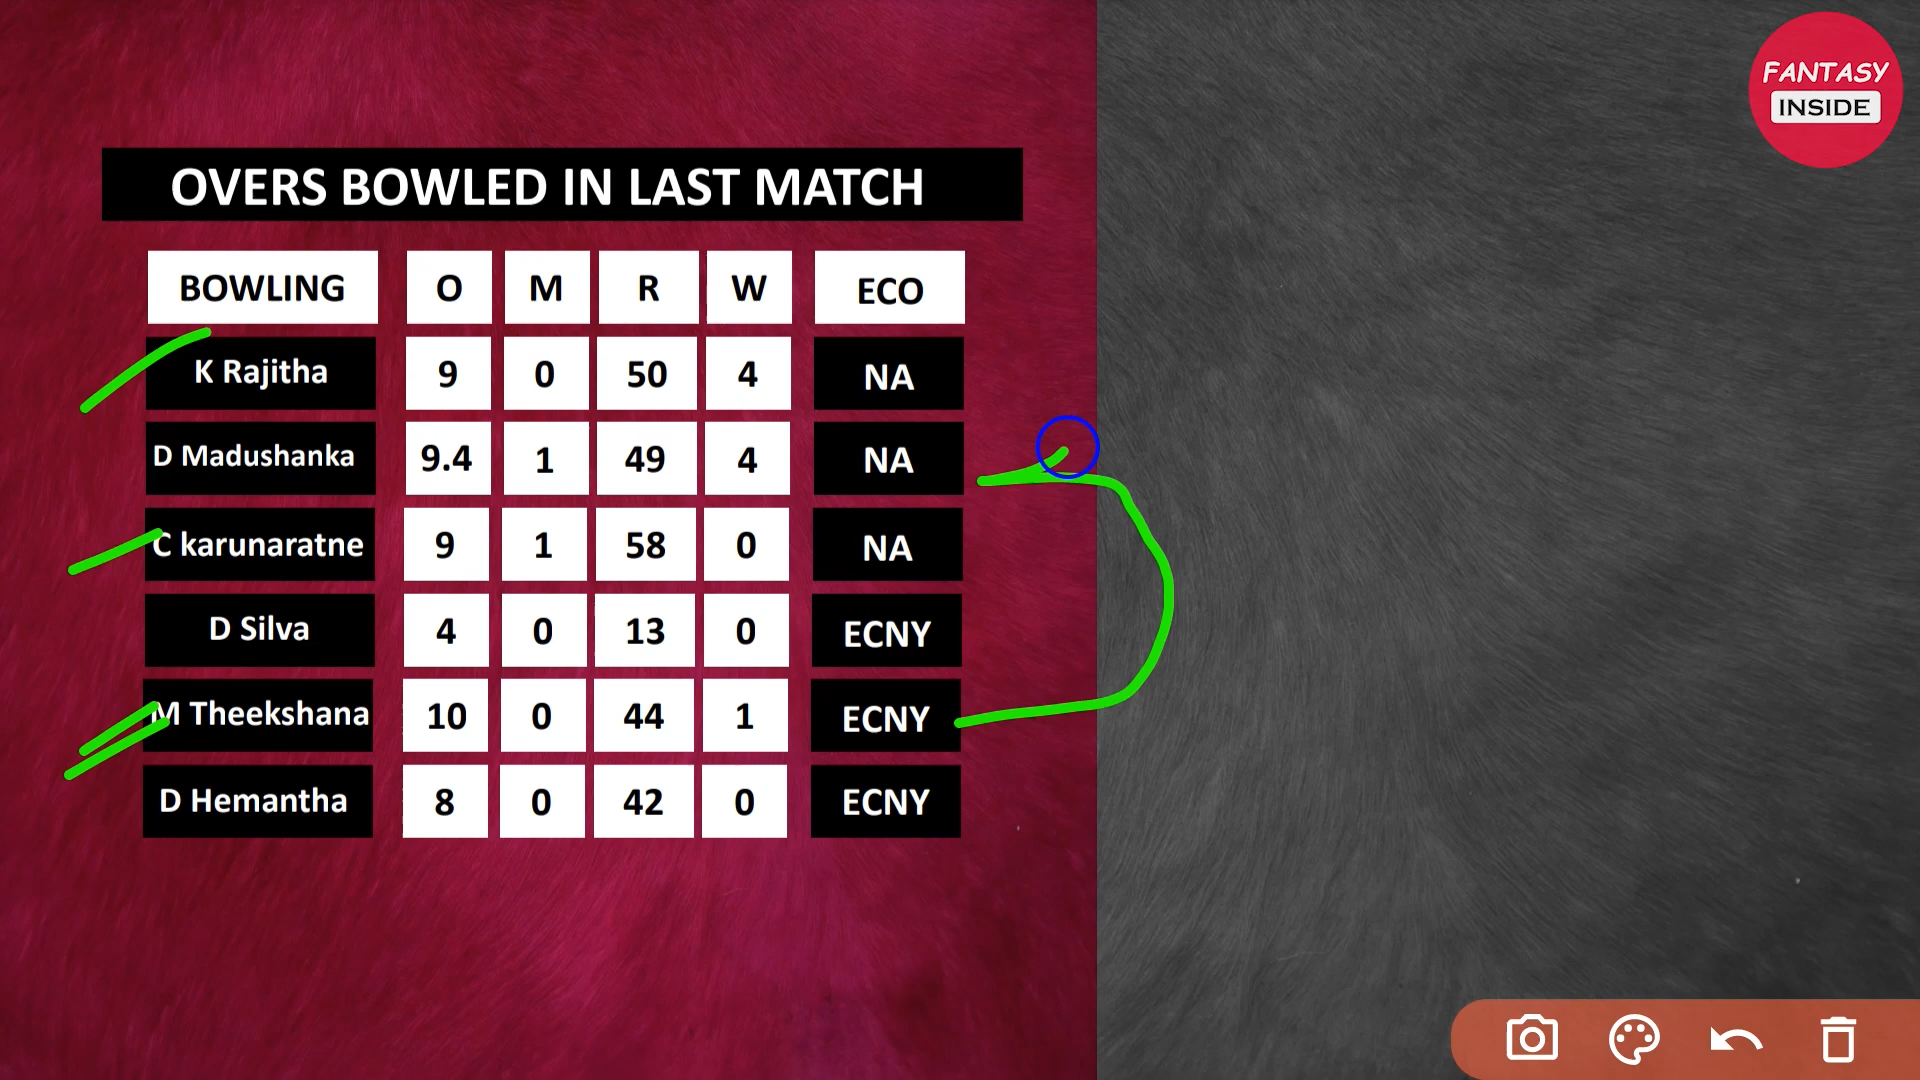 FANTASY
INSIDE
OVERS BOWLED IN LAST MATCH
BOWLING O M R W ECO
K Rajitha 9 0 50 4 NA
D Madushanka 9.4 1 49 4 NA
C karunaratne 9 1 58 0 NA
D Silva 4 0 13 0 ECNY
M Theekshana 10 0 44 1 ECNY
D Hemantha 8 0 42 0 ECNY